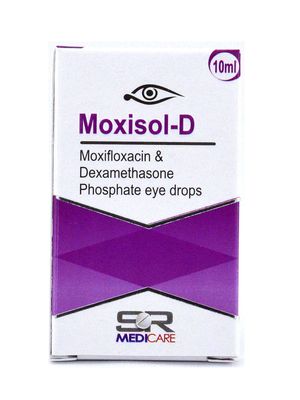 10ml
Moxisol-D
Moxifloxacin &
Dexamethasone
Phosphate eye drops
SR
MEDICARE